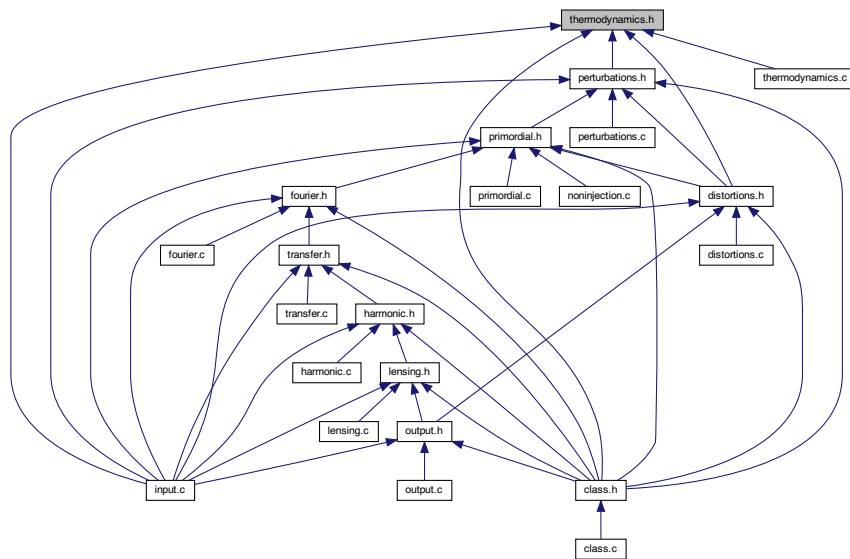 thermodynamics.h
perturbations.h
thermodynamics.c
primordial.h
perturbations.c
fourier.h
primordial.c
noninjection.c
distortions.h
fourier.c
transfer.h
distortions.c
transfer.c
harmonic.h
harmonic.c
lensing.h
lensing.c
output.h
input.c
output.c
class.h
class.c